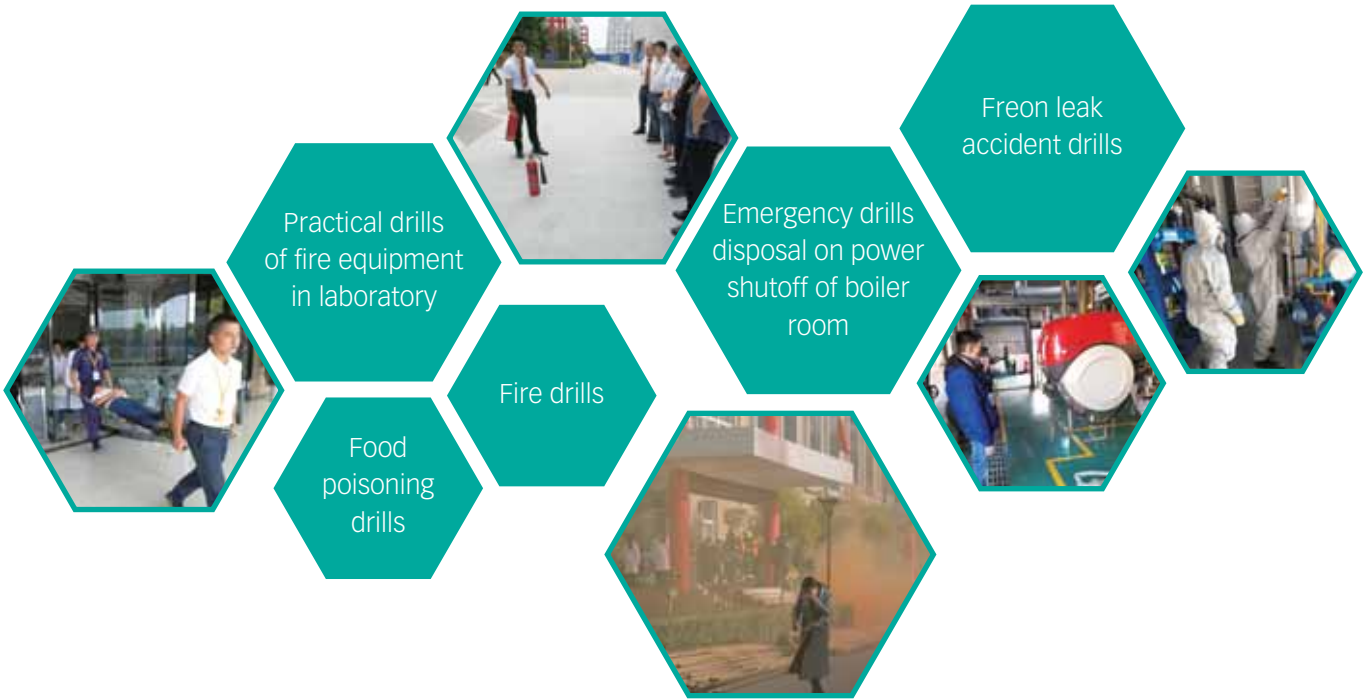 Practical drills
of fire equipment
in laboratory
Food
poisoning
drills
Fire drills
Emergency drills
disposal on power
shutoff of boiler
room
Freon leak
accident drills